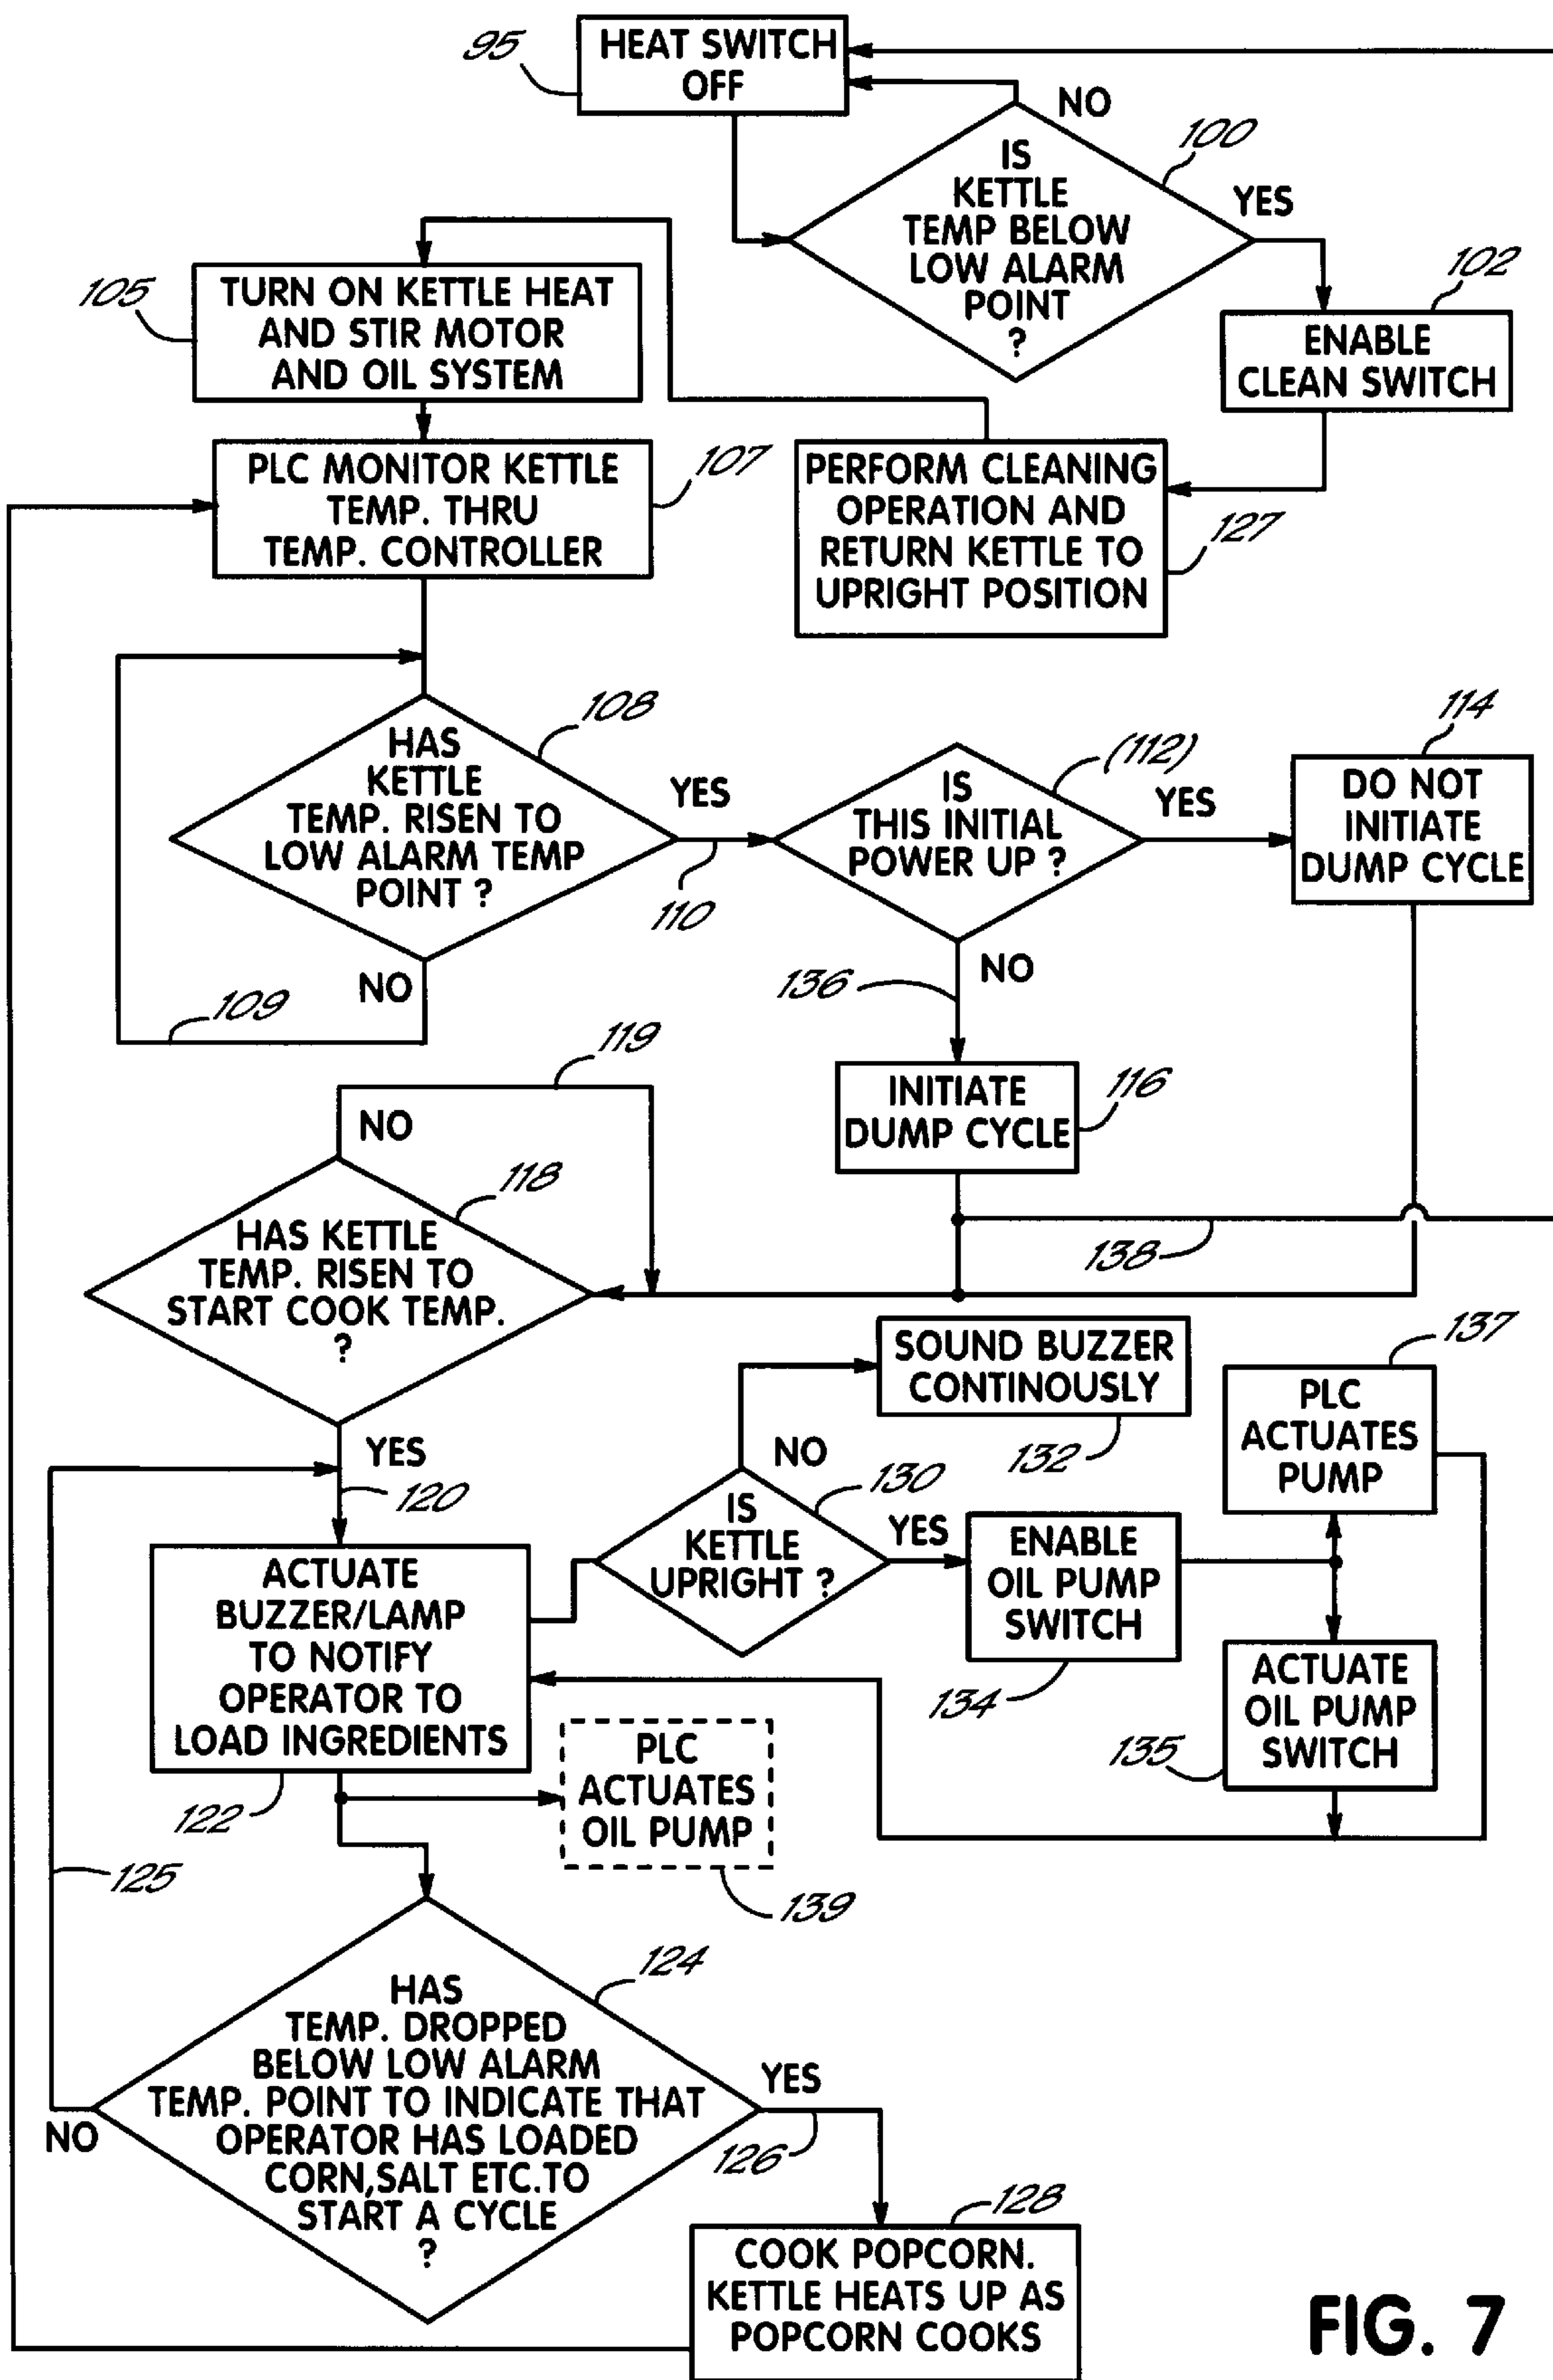 95
HEAT SWITCH
OFF
NO
100
IS
KETTLE
TEMP BELOW
LOW ALARM
POINT
?
YES
102
ENABLE
CLEAN SWITCH
105
TURN ON KETTLE HEAT
AND STIR MOTOR
AND OIL SYSTEM
PLC MONITOR KETTLE
TEMP. THRU
TEMP. CONTROLLER
107
PERFORM CLEANING
OPERATION AND
RETURN KETTLE TO
UPRIGHT POSITION
127
108
HAS
KETTLE
TEMP. RISEN TO
LOW ALARM TEMP
POINT ?
YES
110
NO
109
(112)
IS
THIS INITIAL
POWER UP ?
YES
114
DO NOT
INITIATE
DUMP CYCLE
136
NO
INITIATE
DUMP CYCLE
116
119
NO
118
HAS KETTLE
TEMP. RISEN TO
START COOK TEMP.
?
138
YES
120
SOUND BUZZER
CONTINOUSLY
132
NO
130
IS
KETTLE
UPRIGHT ?
YES
ENABLE
OIL PUMP
SWITCH
134
137
PLC
ACTUATES
PUMP
ACTUATE
OIL PUMP
SWITCH
135
ACTUATE
BUZZER/LAMP
TO NOTIFY
OPERATOR TO
LOAD INGREDIENTS
122
PLC
ACTUATES
OIL PUMP
139
125
124
HAS
TEMP. DROPPED
BELOW LOW ALARM
TEMP. POINT TO INDICATE THAT
OPERATOR HAS LOADED
CORN,SALT ETC.TO
START A CYCLE
?
NO
YES
126
128
COOK POPCORN.
KETTLE HEATS UP AS
POPCORN COOKS
FIG. 7